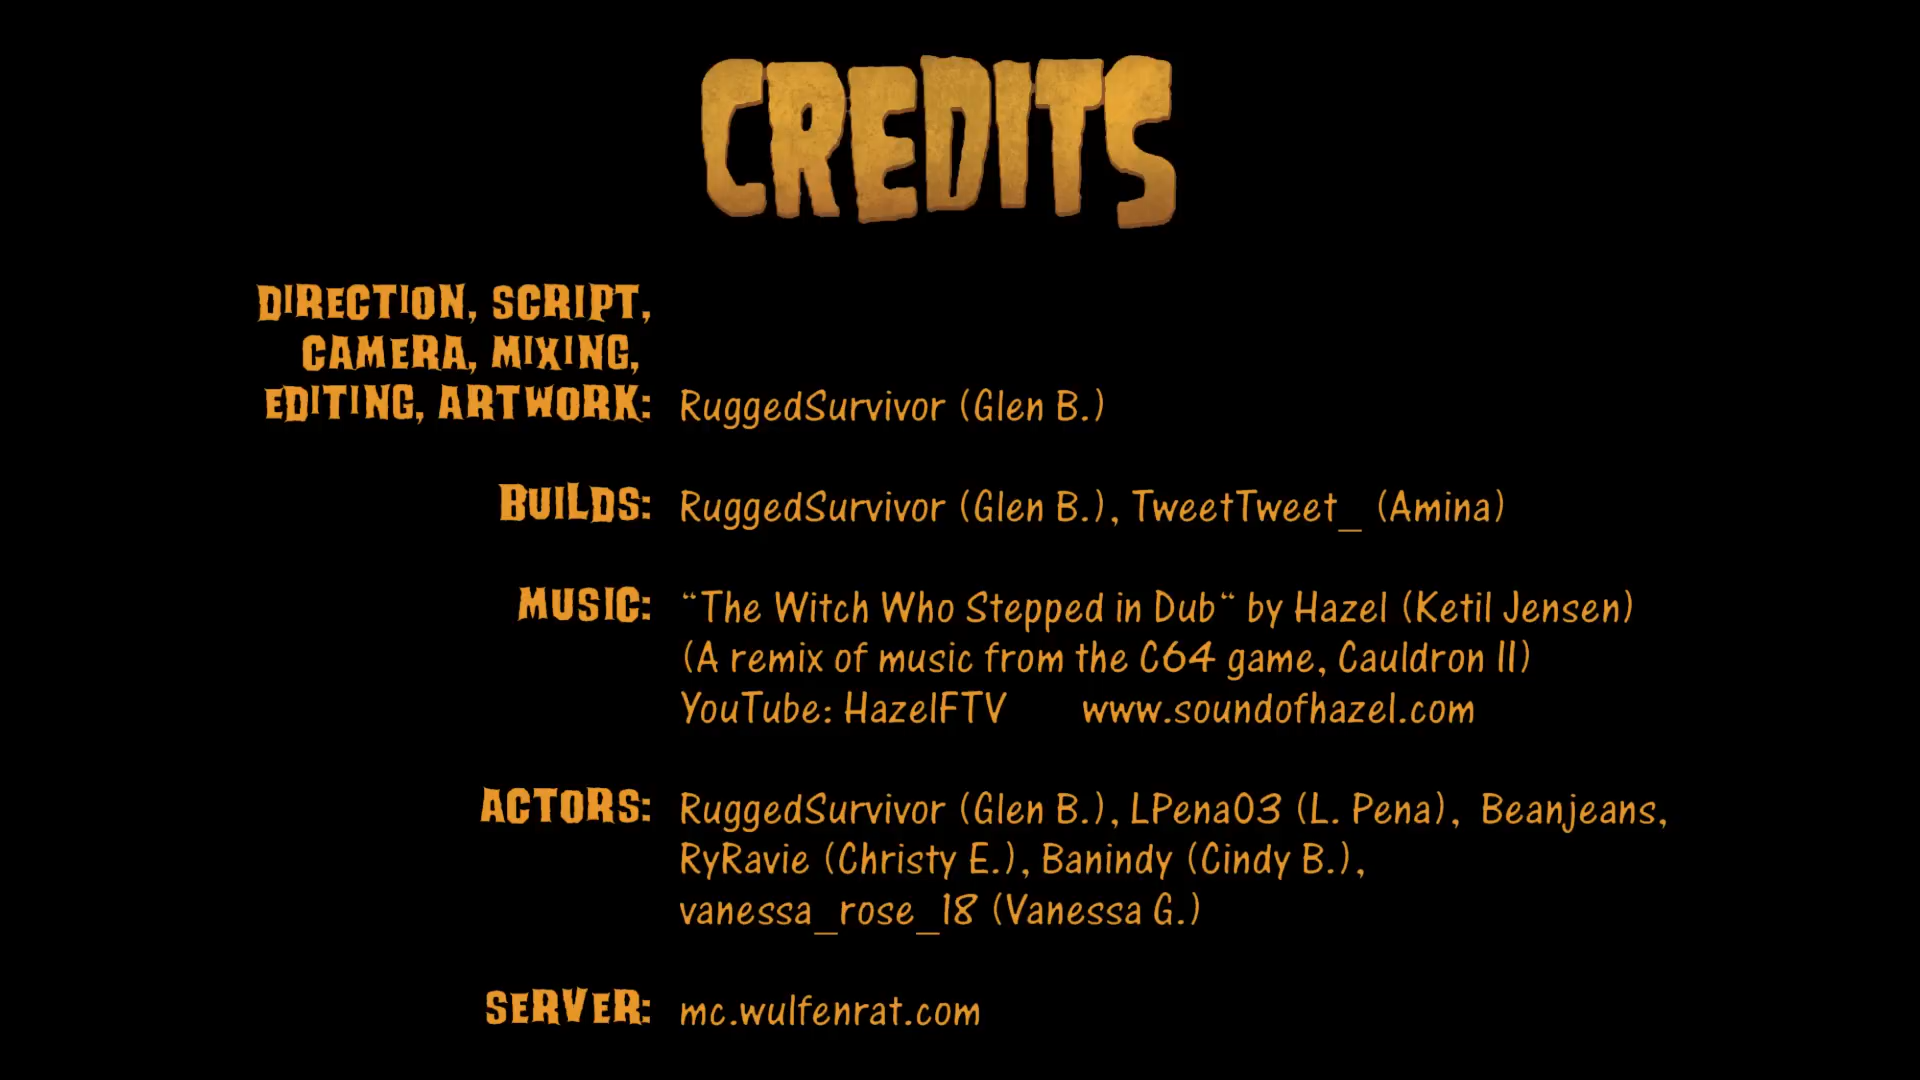 CREDITS
DIRECTION, SCRIPT,
CAMERA, MIXING,
EDITING, ARTWORK: RuggedSurvivor (Glen B.)
BUILDS: RuggedSurvivor (Glen B.), TweetTweet_ (Amina)
MUSIC: “The Witch Who Stepped in Dub“ by Hazel (Ketil Jensen)
(A remix of music from the C64 game, Cauldron II)
YouTube: HazelFTV www.soundofhazel.com
ACTORS: RuggedSurvivor (Glen B.), LPena03 (L. Pena), Beanjeans,
RyRavie (Christy E.), Banindy (Cindy B.),
vanessa_rose_18 (Vanessa G.)
SERVER: mc.wulfenrat.com